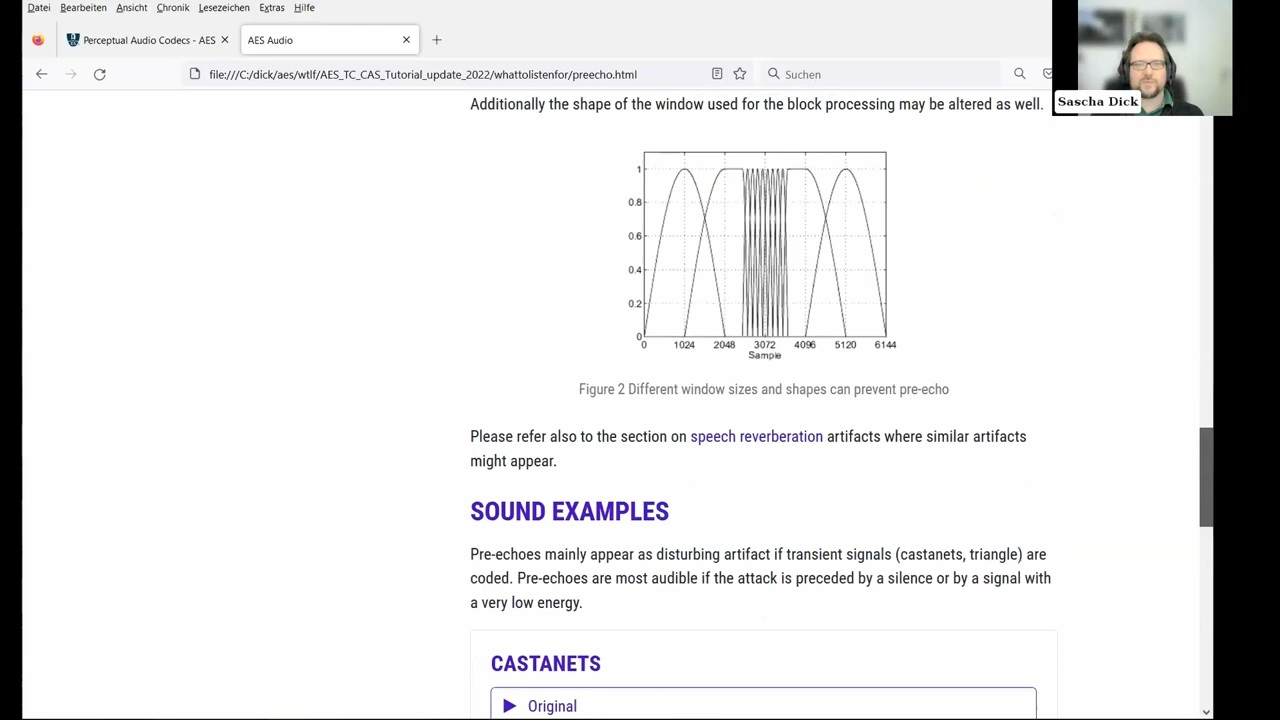 Datei Bearbeiten Ansicht Chronik Lesezeichen Extras Hilfe
Perceptual Audio Codecs - AES
AES Audio
file:///C:/dick/aes/wtlf/AES_TC_CAS_Tutorial_update_2022/whattolistenfor/preecho.html
Suchen
Sascha Dick
Additionally the shape of the window used for the block processing may be altered as well.
1
0.8
0.6
0.4
0.2
0
0 1024 2048 3072 4096 5120 6144
Sample
Figure 2 Different window sizes and shapes can prevent pre-echo
Please refer also to the section on speech reverberation artifacts where similar artifacts
might appear.
SOUND EXAMPLES
Pre-echoes mainly appear as disturbing artifact if transient signals (castanets, triangle) are
coded. Pre-echoes are most audible if the attack is preceded by a silence or by a signal with
a very low energy.
CASTANETS
Original